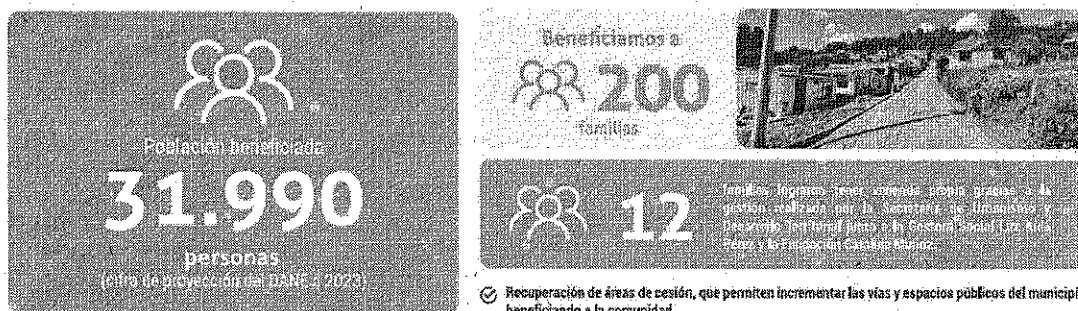 Población beneficiada
31.990
personas
(cifra de proyección del DANE a 2023)
Beneficiamos a
200
familias
12
familias lograron tener vivienda propia gracias a la
gestión realizada por la Secretaría de Urbanismo y
Desarrollo Territorial junto a la Gestora Social Luz
Pérez y la Fundación Catalina Muñoz.
Recuperación de áreas de cesión, que permiten incrementar las vías y espacios públicos del municipi
beneficiando a la comunidad